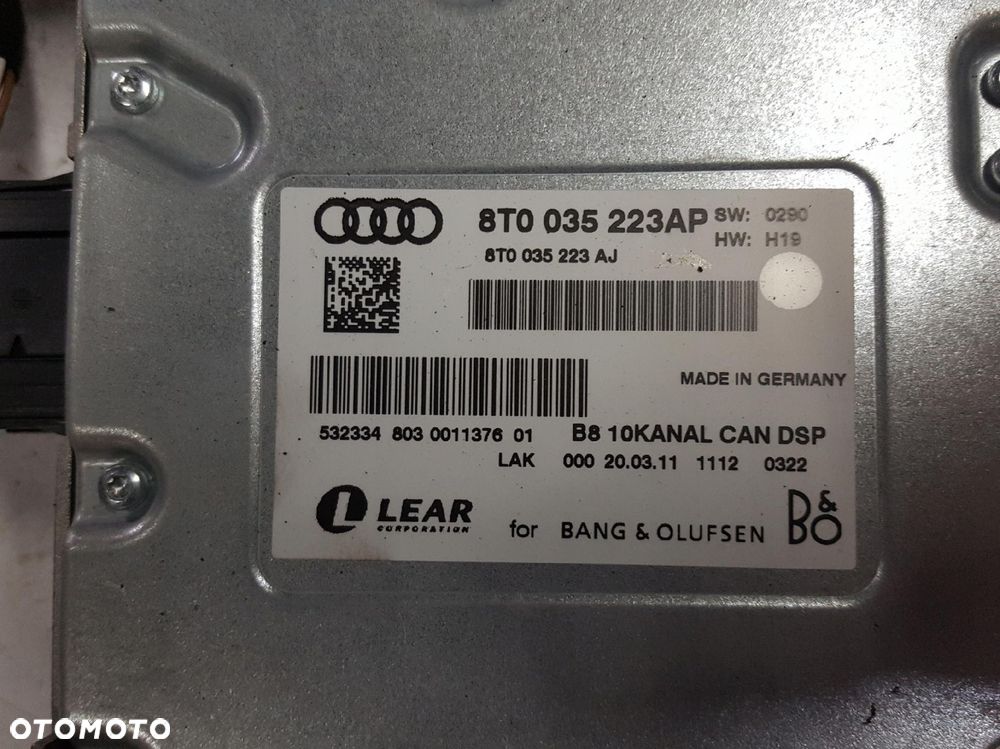 8T0 035 223AP SW: 0290
HW: H19
8T0 035 223 AJ
MADE IN GERMANY
532334 803 0011376 01 B8 10KANAL CAN DSP
LAK 000 20.03.11 1112 0322
LEAR
CORPORATION
for BANG & OLUFSEN B&O
OTOMOTO